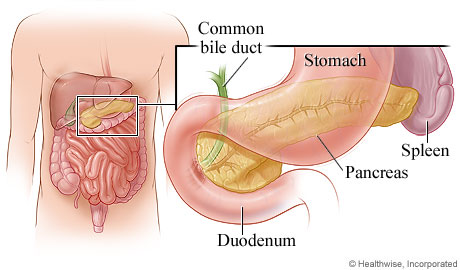 Common
bile duct
Stomach
Spleen
Pancreas
Duodenum
© Healthwise, Incorporated